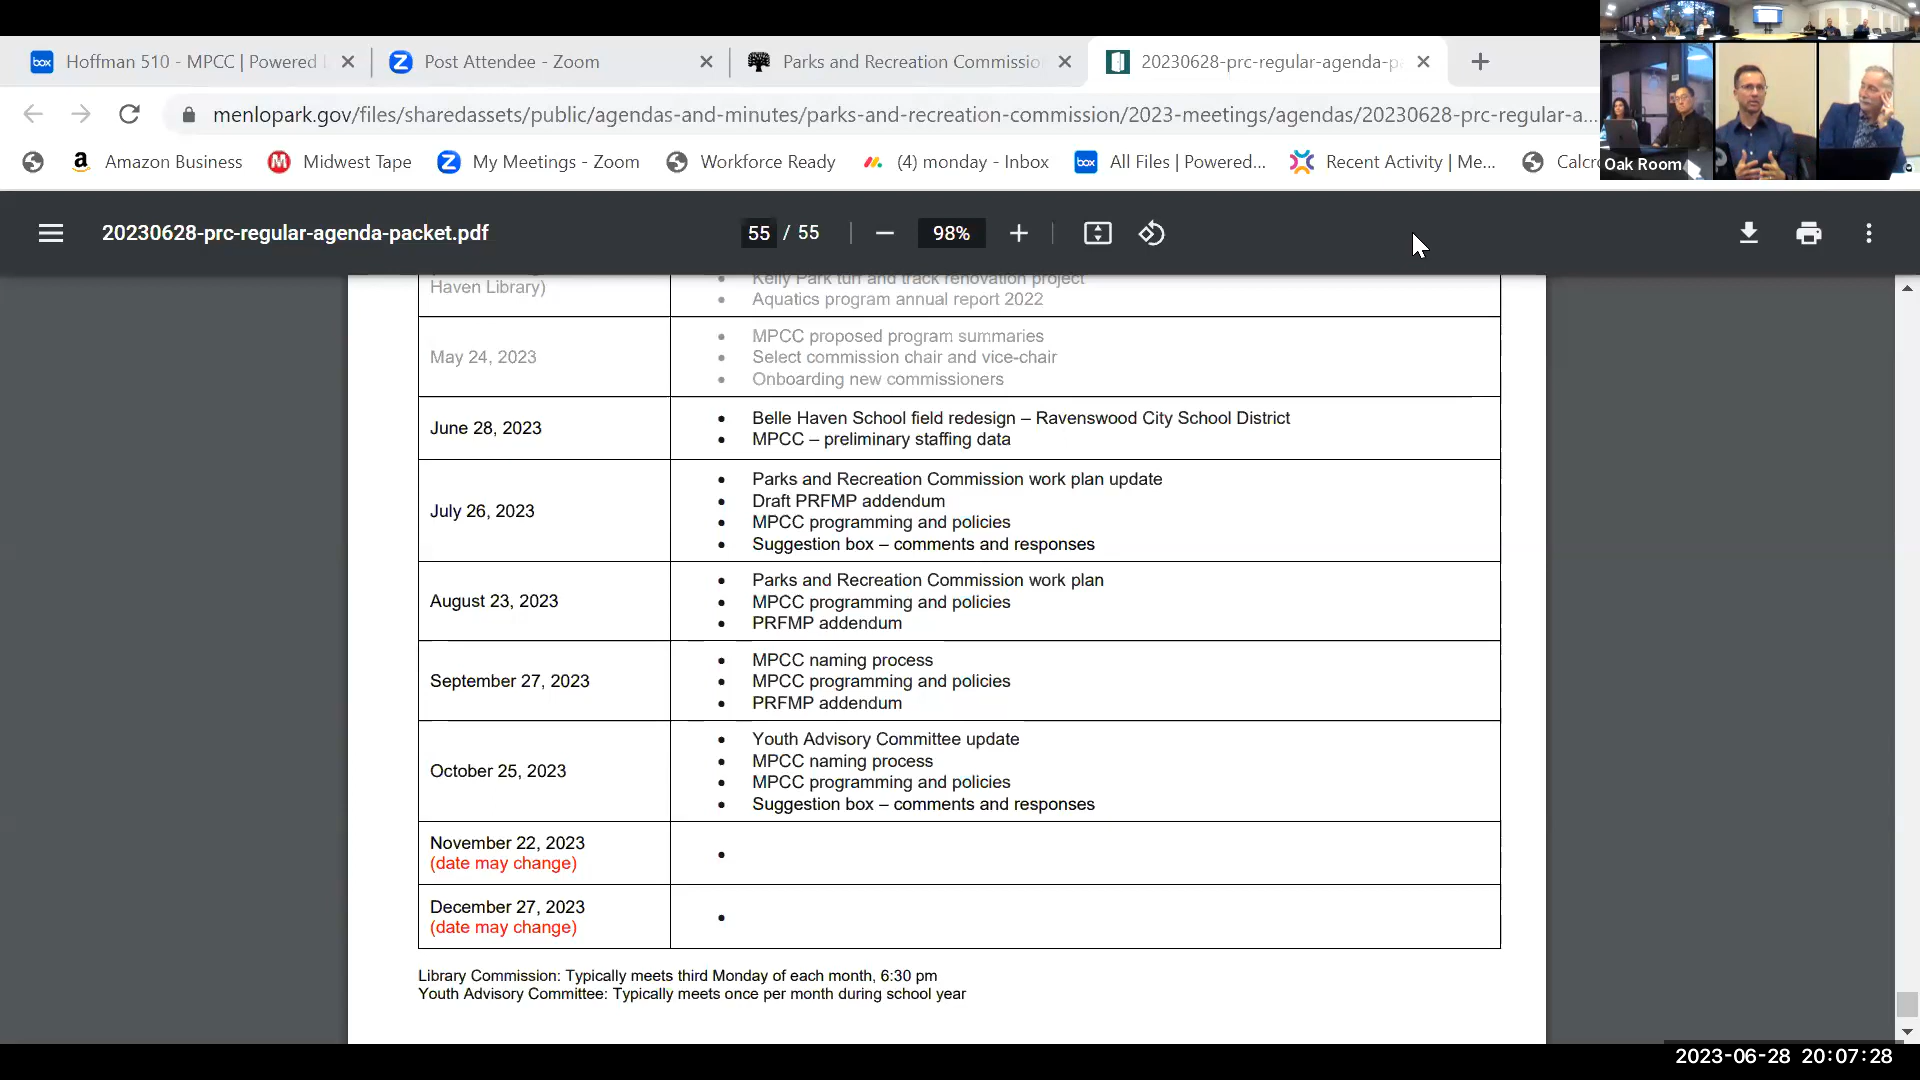 Hoffman 510 - MPCC | Powered
Post Attendee - Zoom
Parks and Recreation Commissio
20230628-prc-regular-agenda-p
menlopark.gov/files/sharedassets/public/agendas-and-minutes/parks-and-recreation-commission/2023-meetings/agendas/20230628-prc-regular-a...
Amazon Business
Midwest Tape
My Meetings - Zoom
Workforce Ready
(4) monday - Inbox
box All Files | Powered...
Recent Activity | Me...
Calcr
Oak Room
20230628-prc-regular-agenda-packet.pdf
55 / 55
98%
Haven Library)
• Kelly Park turf and track renovation project
• Aquatics program annual report 2022
May 24, 2023
• MPCC proposed program summaries
• Select commission chair and vice-chair
• Onboarding new commissioners
June 28, 2023
• Belle Haven School field redesign – Ravenswood City School District
• MPCC – preliminary staffing data
July 26, 2023
• Parks and Recreation Commission work plan update
• Draft PRFMP addendum
• MPCC programming and policies
• Suggestion box – comments and responses
August 23, 2023
• Parks and Recreation Commission work plan
• MPCC programming and policies
• PRFMP addendum
September 27, 2023
• MPCC naming process
• MPCC programming and policies
• PRFMP addendum
October 25, 2023
• Youth Advisory Committee update
• MPCC naming process
• MPCC programming and policies
• Suggestion box – comments and responses
November 22, 2023
(date may change)
•
December 27, 2023
(date may change)
•
Library Commission: Typically meets third Monday of each month, 6:30 pm
Youth Advisory Committee: Typically meets once per month during school year
2023-06-28 20:07:28